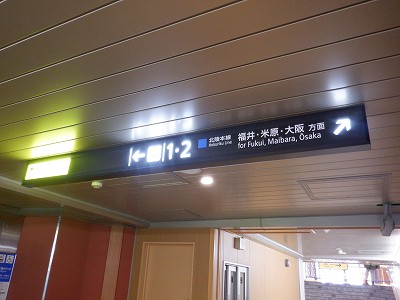 1・2
北陸本線
Hokuriku Line
福井・米原・大阪 方面
for Fukui, Maibara, Osaka